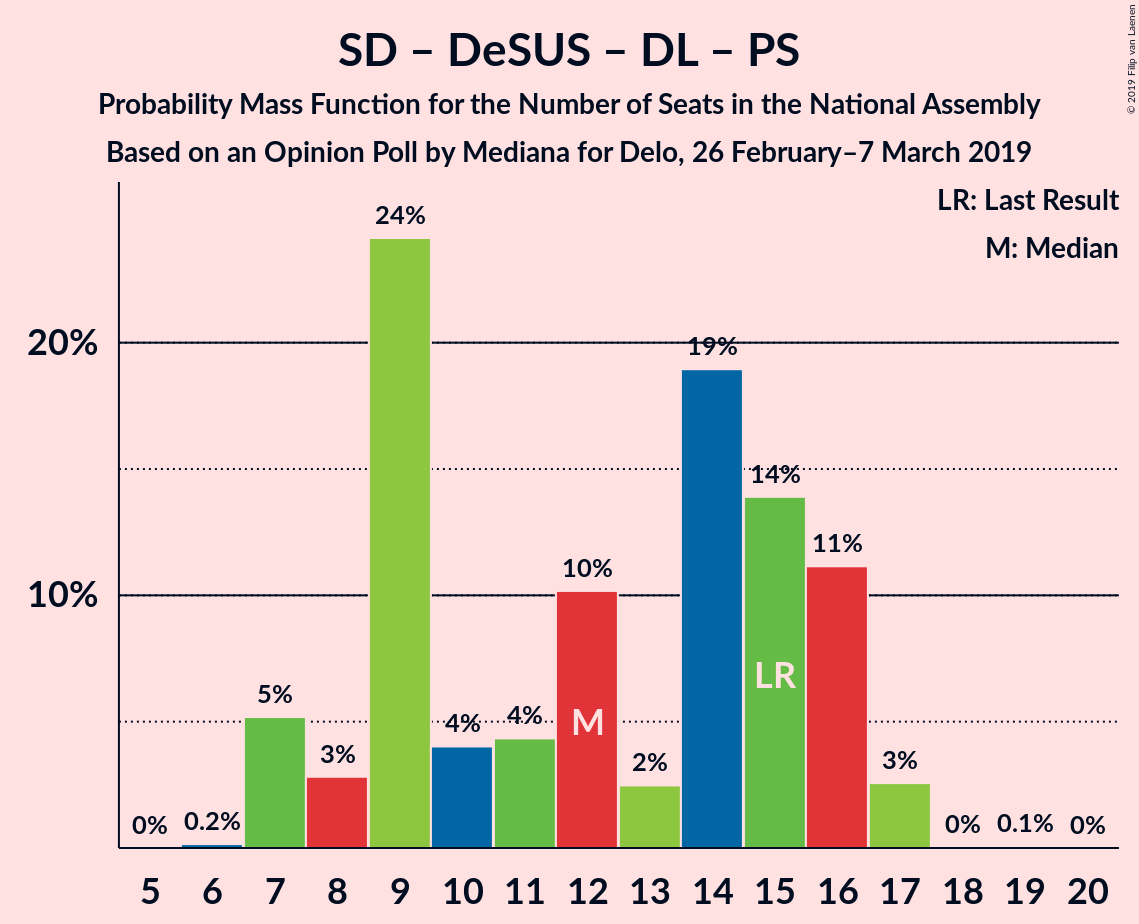 SD – DeSUS – DL – PS
Probability Mass Function for the Number of Seats in the National Assembly
Based on an Opinion Poll by Mediana for Delo, 26 February–7 March 2019
© 2019 Filip van Laenen
LR: Last Result
M: Median
20%
10%
0% 0.2% 5% 3% 24% 4% 4% 10% 2% 19% 14% 11% 3% 0% 0.1% 0%
M LR
5 6 7 8 9 10 11 12 13 14 15 16 17 18 19 20